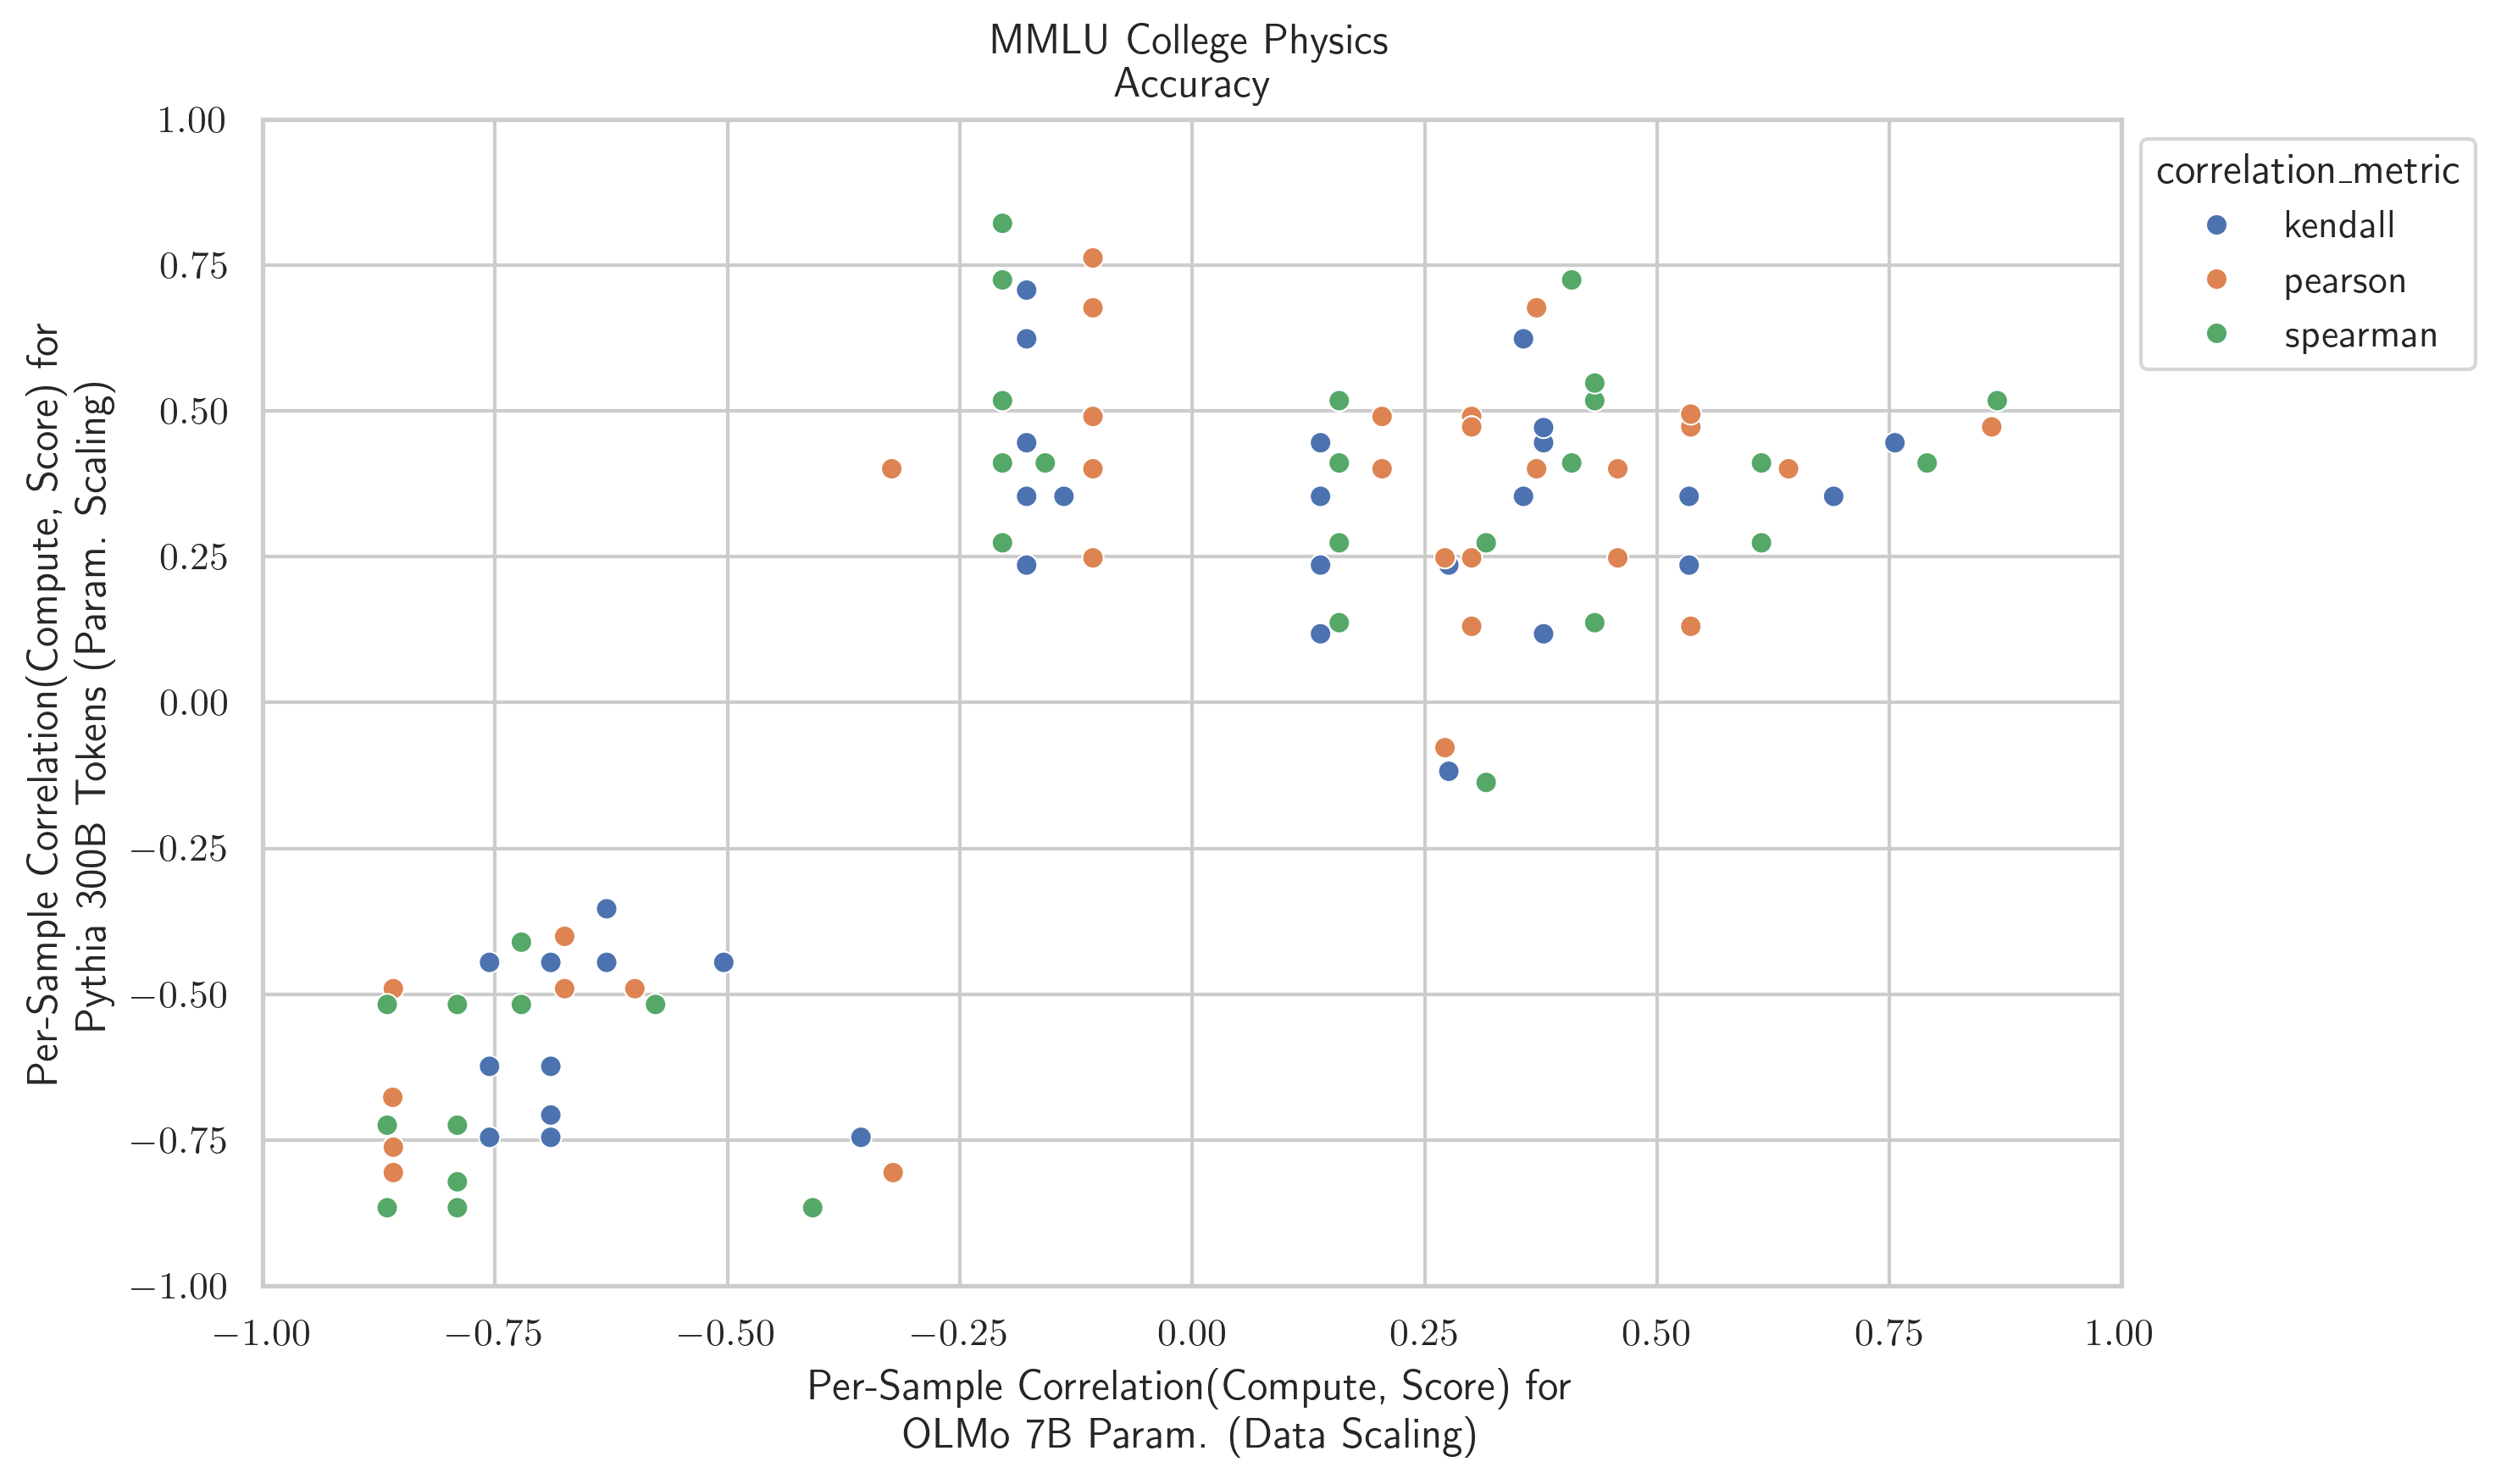 MMLU College Physics
Accuracy
1.00
0.75
0.50
0.25
0.00
−0.25
−0.50
−0.75
−1.00
Per-Sample Correlation(Compute, Score) for
Pythia 300B Tokens (Param. Scaling)
correlation_metric
kendall
pearson
spearman
−1.00 −0.75 −0.50 −0.25 0.00 0.25 0.50 0.75 1.00
Per-Sample Correlation(Compute, Score) for
OLMo 7B Param. (Data Scaling)